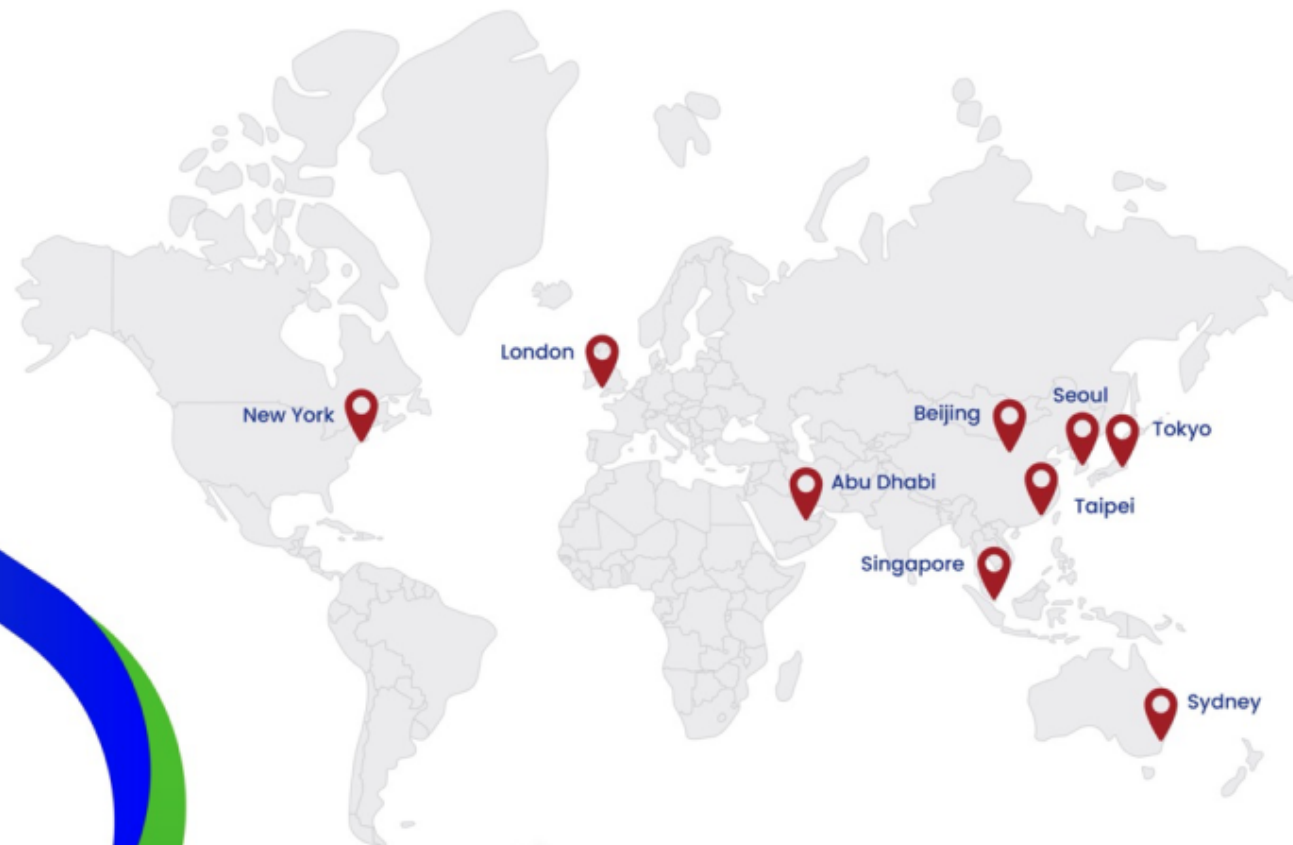 London
New York
Seoul
Beijing
Tokyo
Abu Dhabi
Taipei
Singapore
Sydney